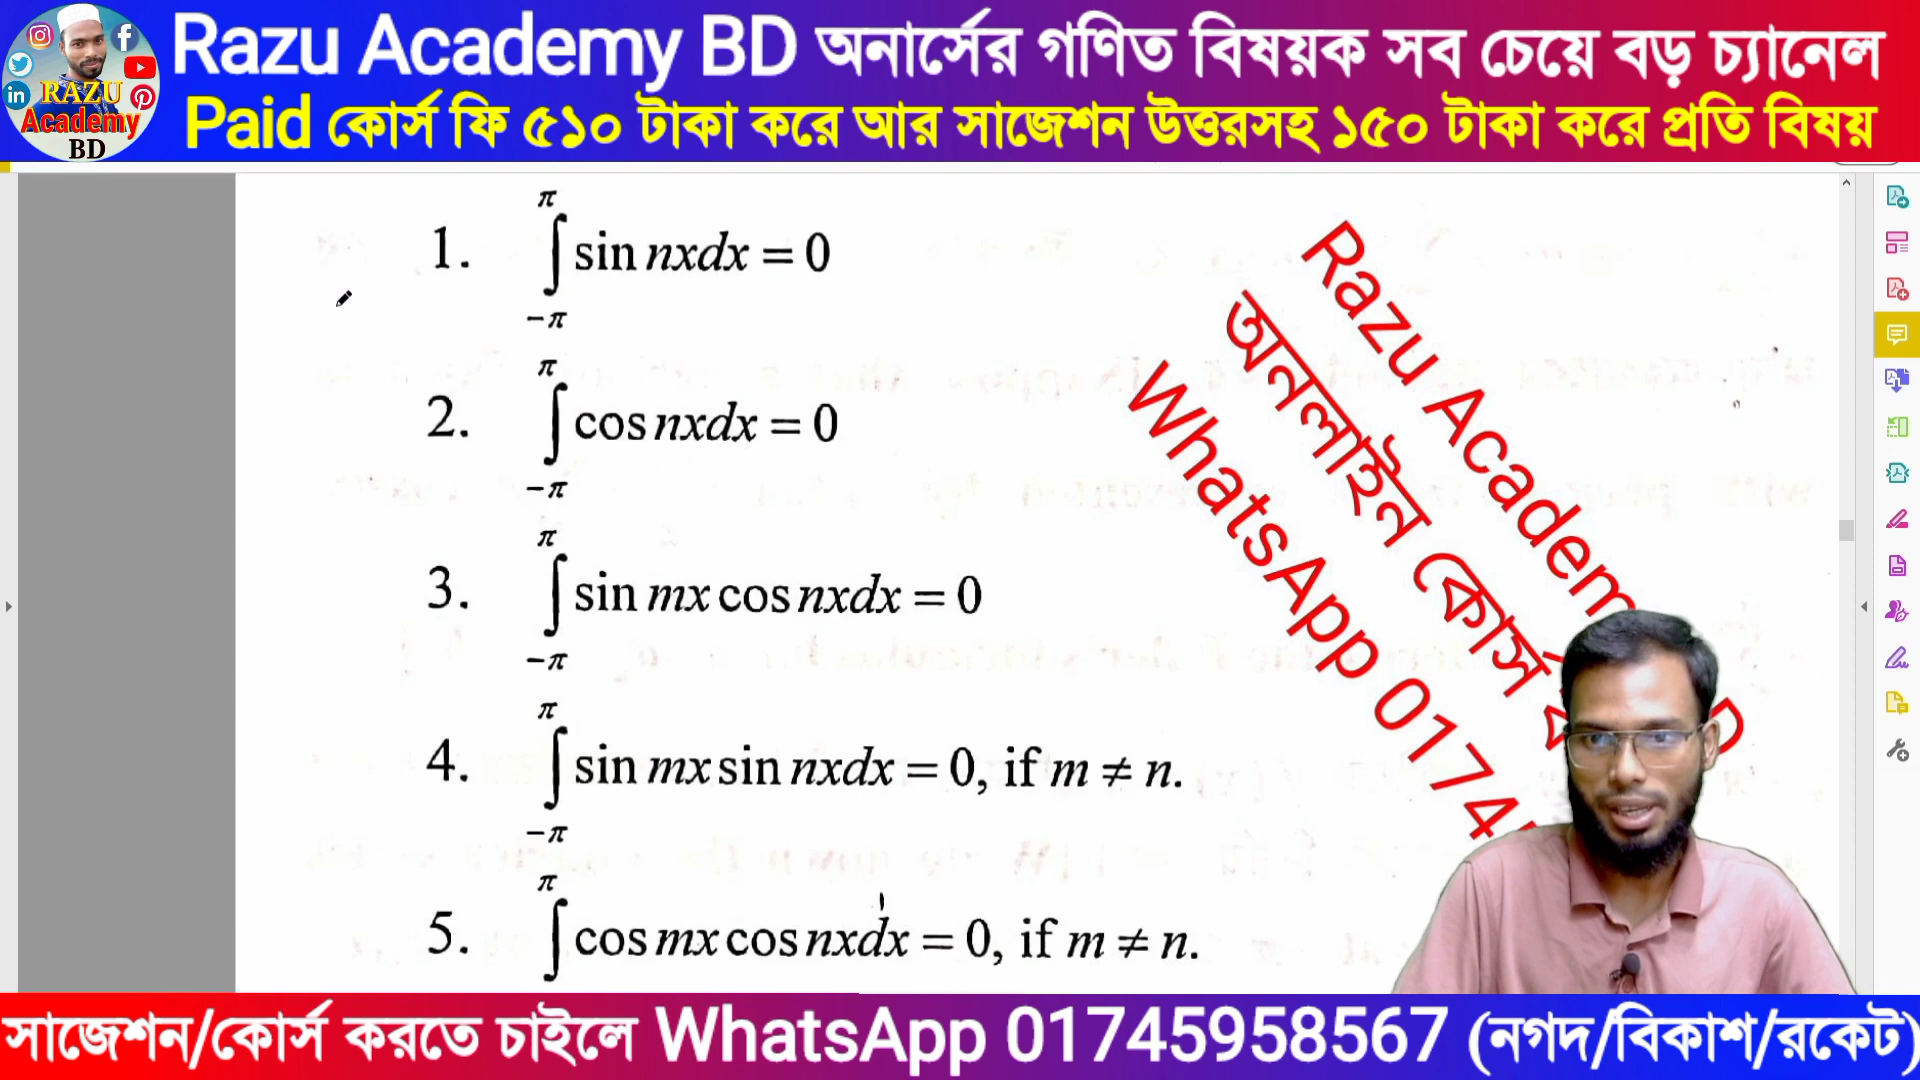 Razu Academy BD অনার্সের গণিত বিষয়ক সব চেয়ে বড় চ্যানেল
Paid কোর্স ফি ৫১০ টাকা করে আর সাজেশন উত্তরসহ ১৫০ টাকা করে প্রতি বিষয়
RAZU
Academy
BD
1. ∫_{-π}^{π} sin nxdx = 0
2. ∫_{-π}^{π} cos nxdx = 0
3. ∫_{-π}^{π} sin mx cos nxdx = 0
4. ∫_{-π}^{π} sin mx sin nxdx = 0, if m ≠ n.
5. ∫^{π} cos mx cos nxdx = 0, if m ≠ n.
Razu Academ
অনলাইন কোর্স
WhatsApp 0174
সাজেশন/কোর্স করতে চাইলে WhatsApp 01745958567 (নগদ/বিকাশ/রকেট)